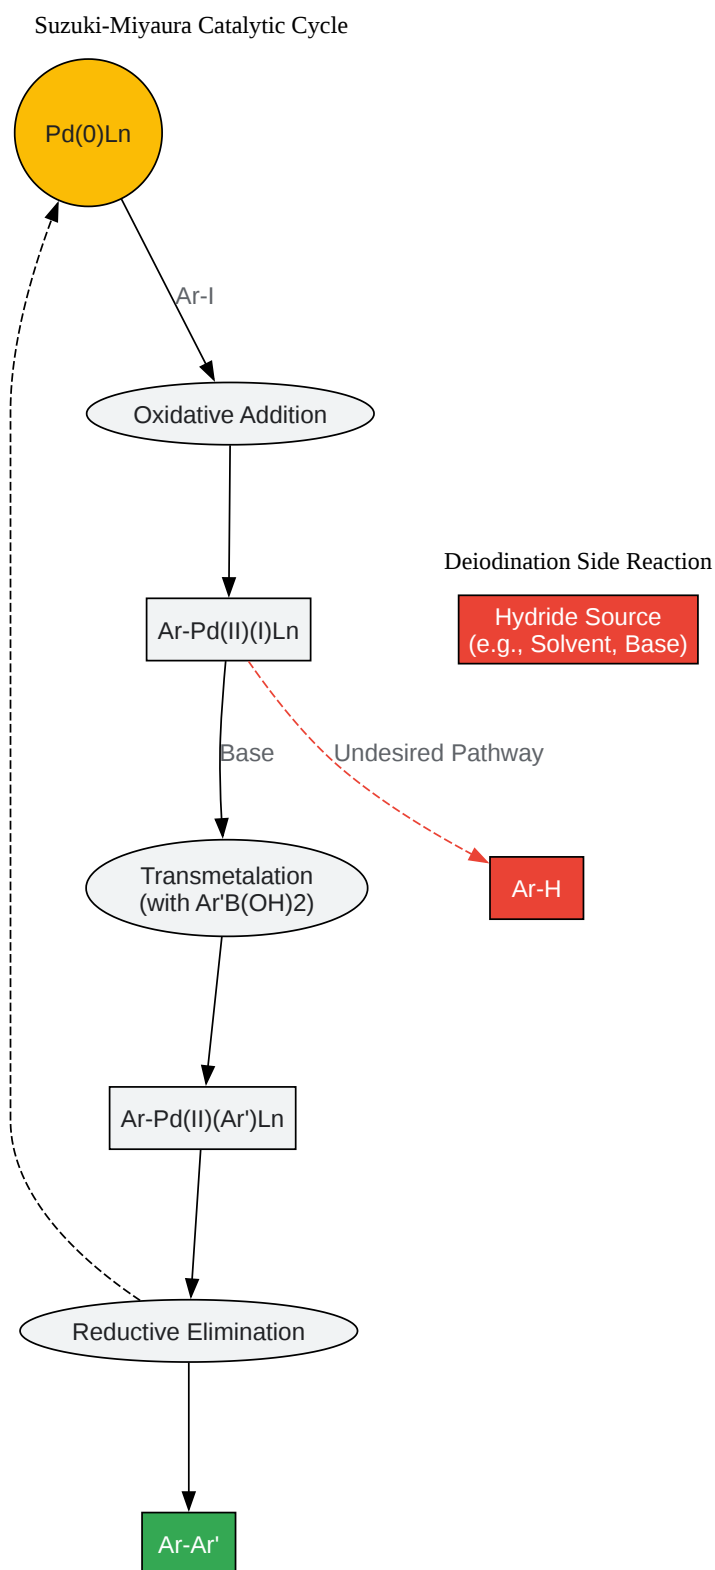 Suzuki-Miyaura Catalytic Cycle
Pd(0)Ln
Ar-I
Oxidative Addition
Deiodination Side Reaction
Hydride Source
(e.g., Solvent, Base)
Ar-Pd(II)(I)Ln
Base
Undesired Pathway
Transmetalation
(with Ar'B(OH)2)
Ar-H
Ar-Pd(II)(Ar')Ln
Reductive Elimination
Ar-Ar'